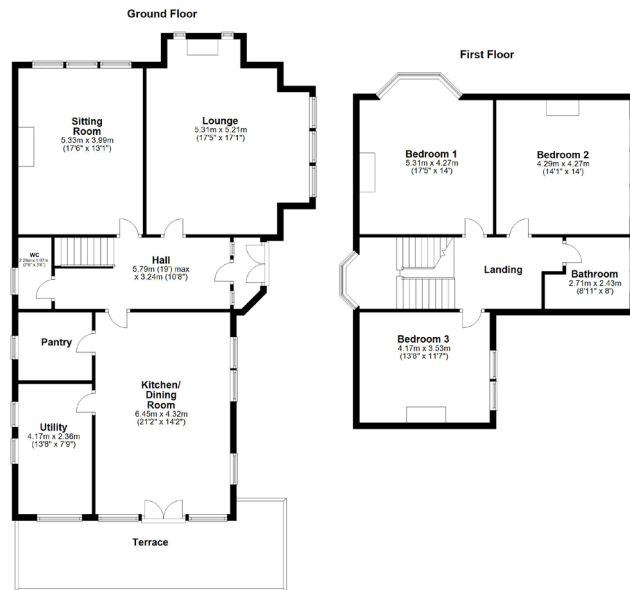 Ground Floor
Sitting
Room
5.33m x 3.99m
(17'6" x 13'1")
Lounge
5.31m x 5.21m
(17'5" x 17'1")
WC
Hall
5.79m (19') max
x 3.24m (10'8")
Pantry
Kitchen/
Dining
Room
6.45m x 4.32m
(21'2" x 14'2")
Utility
4.17m x 2.36m
(13'8" x 7'9")
Terrace
First Floor
Bedroom 1
5.31m x 4.27m
(17'5" x 14')
Bedroom 2
4.29m x 4.27m
(14'1" x 14')
Landing
Bathroom
2.71m x 2.43m
(8'11" x 8')
Bedroom 3
4.17m x 3.53m
(13'8" x 11'7")